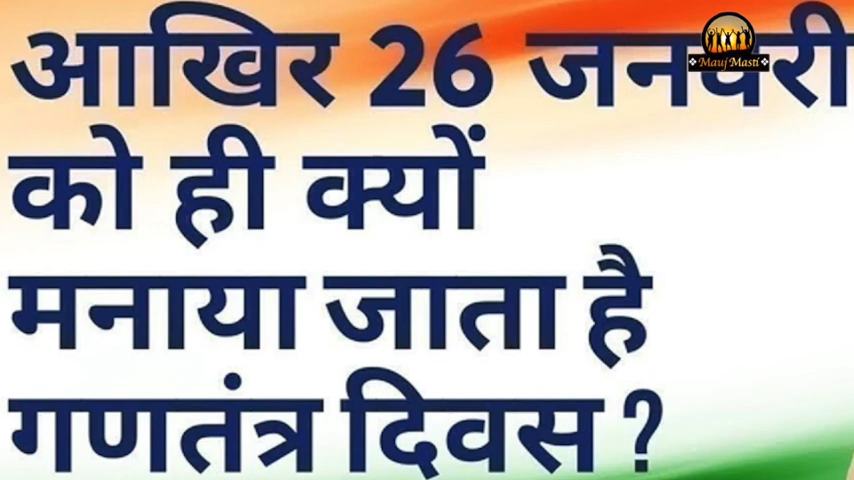 आखिर 26 जनवरी
Mauj Masti
को ही क्यों
मनाया जाता है
गणतंत्र दिवस ?